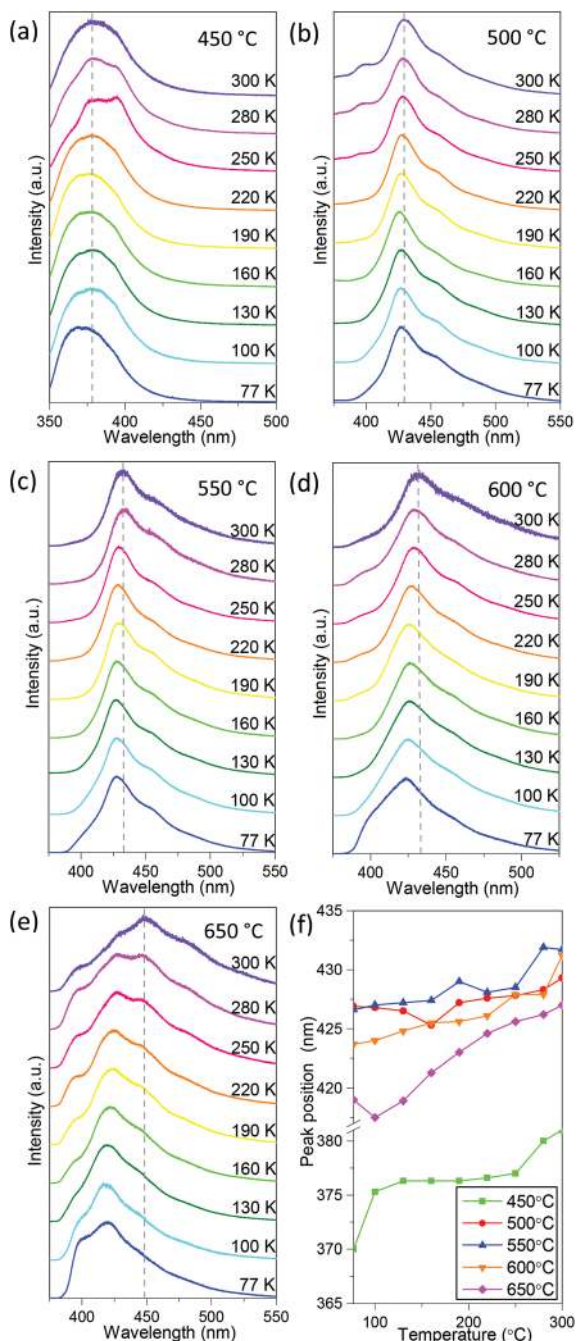 (a)
450 °C
300 K
280 K
250 K
220 K
190 K
160 K
130 K
100 K
77 K
Intensity (a.u.)
350 400 450 500
Wavelength (nm)
(b)
500 °C
300 K
280 K
250 K
220 K
190 K
160 K
130 K
100 K
77 K
Intensity (a.u.)
400 450 500 550
Wavelength (nm)
(c)
550 °C
300 K
280 K
250 K
220 K
190 K
160 K
130 K
100 K
77 K
Intensity (a.u.)
400 450 500 550
Wavelength (nm)
(d)
600 °C
300 K
280 K
250 K
220 K
190 K
160 K
130 K
100 K
77 K
Intensity (a.u.)
400 450 500
Wavelength (nm)
(e)
650 °C
300 K
280 K
250 K
220 K
190 K
160 K
130 K
100 K
77 K
Intensity (a.u.)
400 450 500 550
Wavelength (nm)
(f)
435
430
425
420
380
375
370
365
Peak position (nm)
450°C
500°C
550°C
600°C
650°C
100 200 300
Temperature (°C)